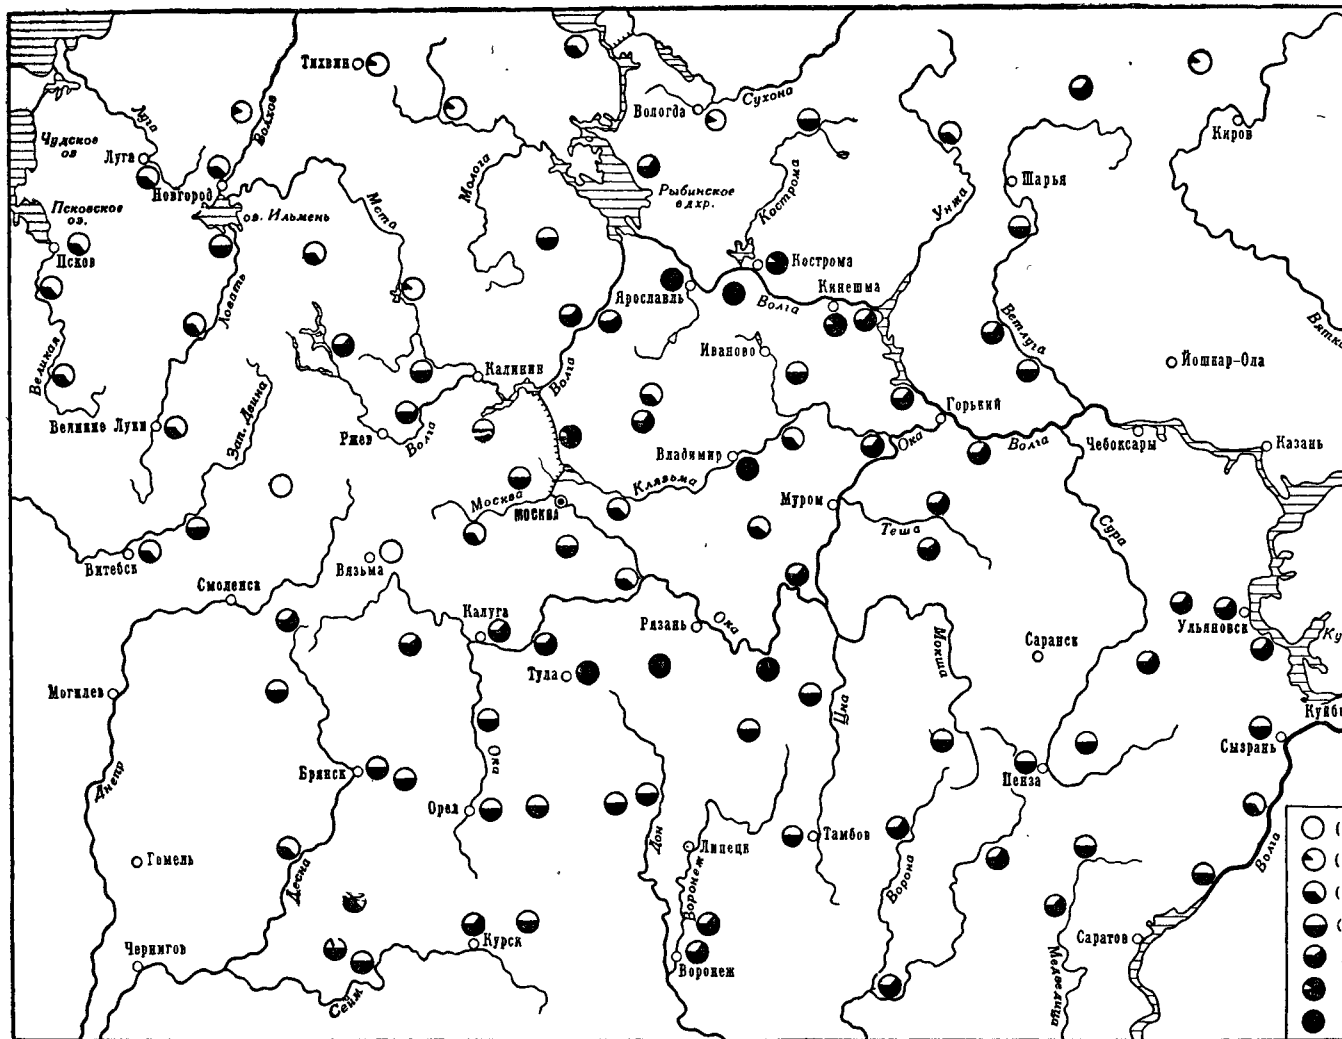 Тихвин
Вологда
Сухона
Киров
Луга
Волхов
Чудское
оз
Луга
Новгород
Молога
Рыбинское
вдхр.
Кострома
Шарья
Унжа
Псковское
оз.
оз. Ильмень
Мста
Псков
Ловать
Кострома
Ярославль
Волга
Кинешма
Ветлуга
Вятка
Йошкар-Ола
Иваново
Великая
Калинин
Волга
Зап. Двина
Великие Луки
Ржев
Волга
Горький
Ока
Волга
Чебоксары
Казань
Владимир
Клязьма
Москва
МОСКВА
Муром
Теша
Сура
Витебск
Вязьма
Смоленск
Калуга
Рязань
Ока
Мокша
Саранск
Ульяновск
Ку
Тула
Могилев
Цна
Куйб
Сызрань
Днепр
Брянск
Ока
Пенза
Орел
Дон
Липецк
Тамбов
Ворона
Волга
Гомель
Десна
Воронеж
Чернигов
Курск
Воронеж
Саратов
Медведица
Сейм
(
(
(
(